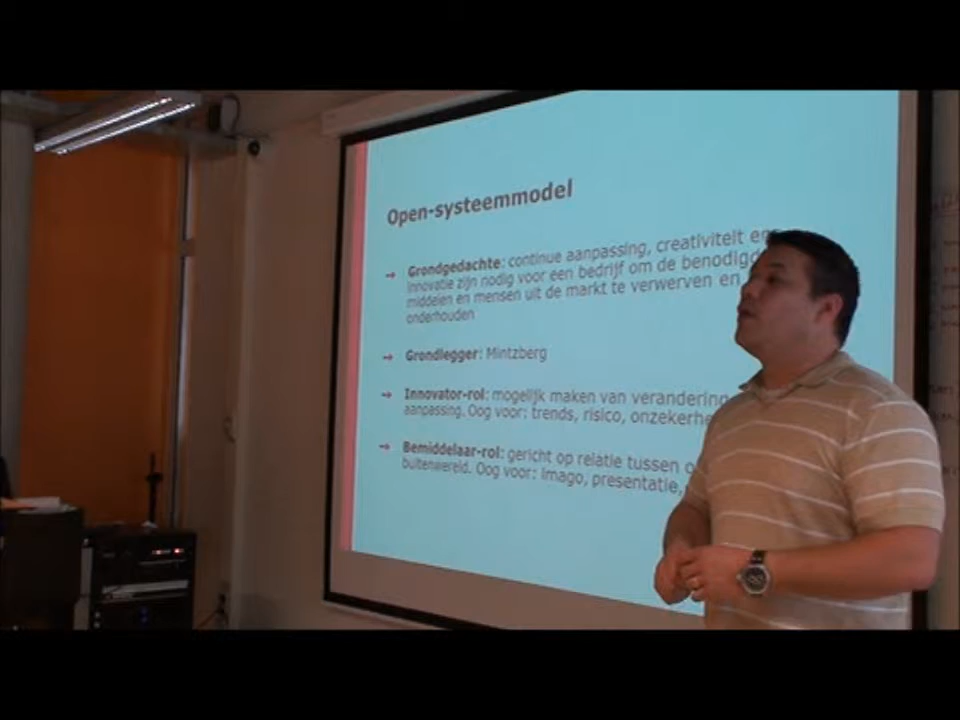 Open-systeemmodel
→ Grondgedachte: continue aanpassing, creativiteit en
innovatie zijn nodig voor een bedrijf om de benodigd
middelen en mensen uit de markt te verwerven en
onderhouden
→ Grondlegger: Mintzberg
→ Innovator-rol: mogelijk maken van verandering
aanpassing. Oog voor: trends, risico, onzekerhe
→ Bemiddelaar-rol: gericht op relatie tussen o
buitenwereld. Oog voor: imago, presentatie,